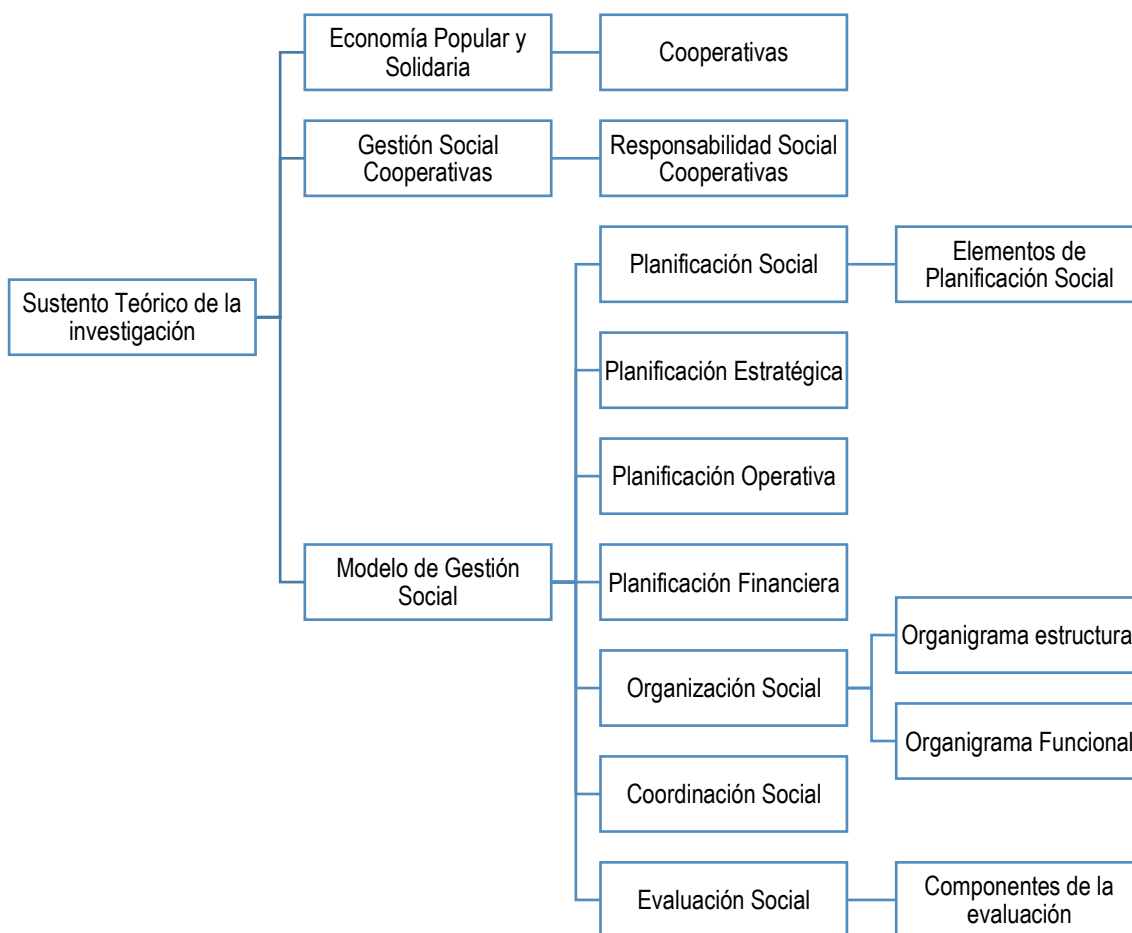 Economía Popular y
Solidaria
Cooperativas
Gestión Social
Cooperativas
Responsabilidad Social
Cooperativas
Planificación Social
Elementos de
Planificación Social
Sustento Teórico de la
investigación
Planificación Estratégica
Planificación Operativa
Modelo de Gestión
Social
Planificación Financiera
Organigrama estructura
Organización Social
Organigrama Funcional
Coordinación Social
Evaluación Social
Componentes de la
evaluación